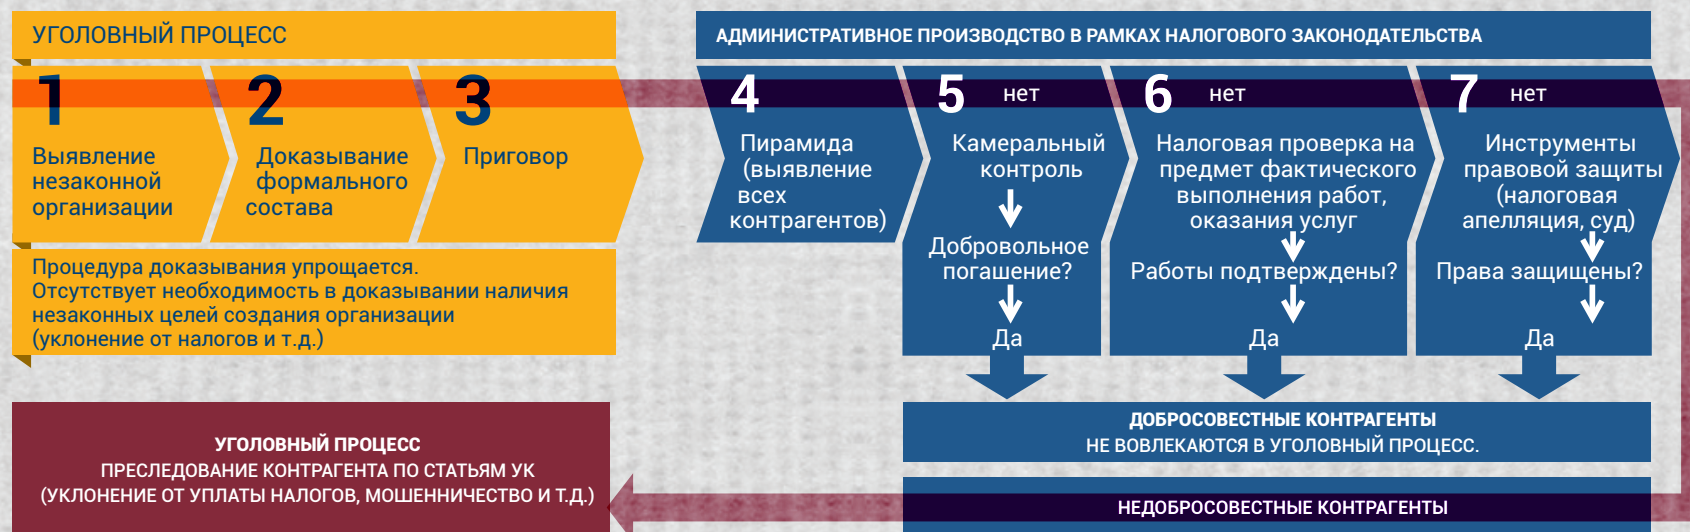 УГОЛОВНЫЙ ПРОЦЕСС
1
Выявление
незаконной
организации
2
Доказывание
формального
состава
3
Приговор
Процедура доказывания упрощается.
Отсутствует необходимость в доказывании наличия
незаконных целей создания организации
(уклонение от налогов и т.д.)
АДМИНИСТРАТИВНОЕ ПРОИЗВОДСТВО В РАМКАХ НАЛОГОВОГО ЗАКОНОДАТЕЛЬСТВА
4
Пирамида
(выявление
всех
контрагентов)
5 нет
Камеральный
контроль
Добровольное
погашение?
Да
6 нет
Налоговая проверка на
предмет фактического
выполнения работ,
оказания услуг
Работы подтверждены?
Да
7 нет
Инструменты
правовой защиты
(налоговая
апелляция, суд)
Права защищены?
Да
ДОБРОСОВЕСТНЫЕ КОНТРАГЕНТЫ
НЕ ВОВЛЕКАЮТСЯ В УГОЛОВНЫЙ ПРОЦЕСС.
НЕДОБРОСОВЕСТНЫЕ КОНТРАГЕНТЫ
УГОЛОВНЫЙ ПРОЦЕСС
ПРЕСЛЕДОВАНИЕ КОНТРАГЕНТА ПО СТАТЬЯМ УК
(УКЛОНЕНИЕ ОТ УПЛАТЫ НАЛОГОВ, МОШЕННИЧЕСТВО И Т.Д.)